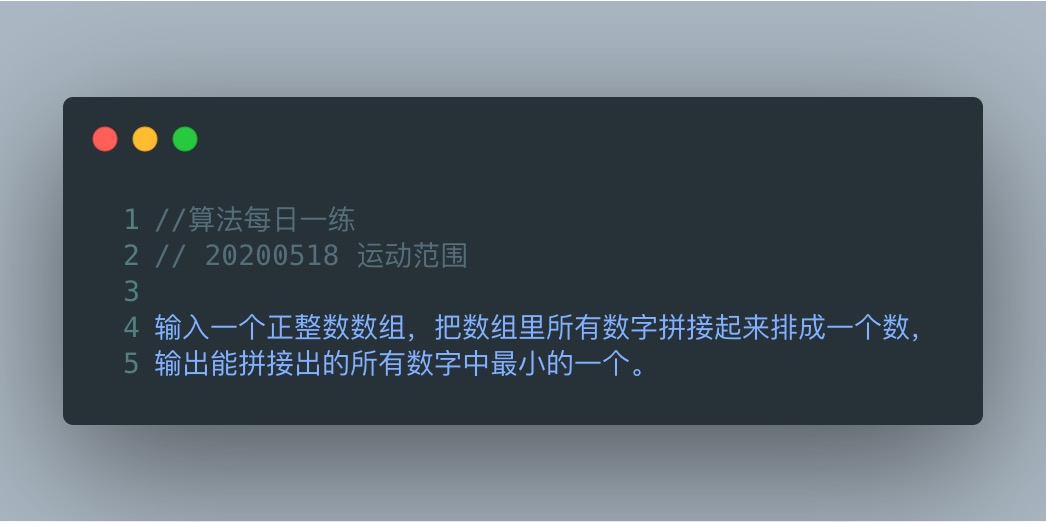 1 //算法每日一练
2 // 20200518 运动范围
3
4 输入一个正整数数组，把数组里所有数字拼接起来排成一个数，
5 输出能拼接出的所有数字中最小的一个。